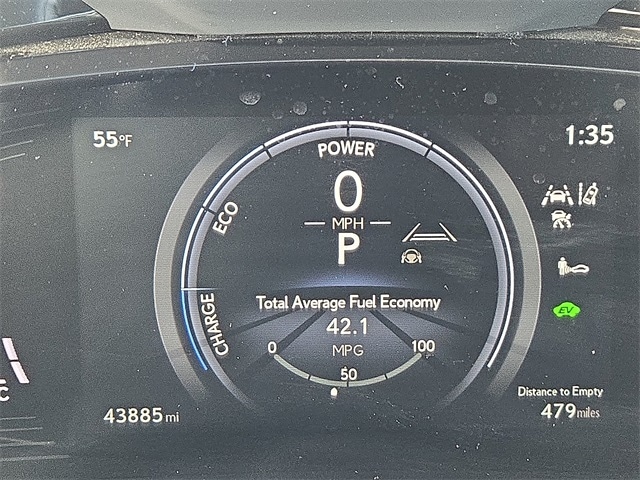 55°F
1:35
POWER
ECO
CHARGE
0
MPH
P
Total Average Fuel Economy
42.1
MPG
0
50
100
EV
C
Distance to Empty
43885 mi
479 miles